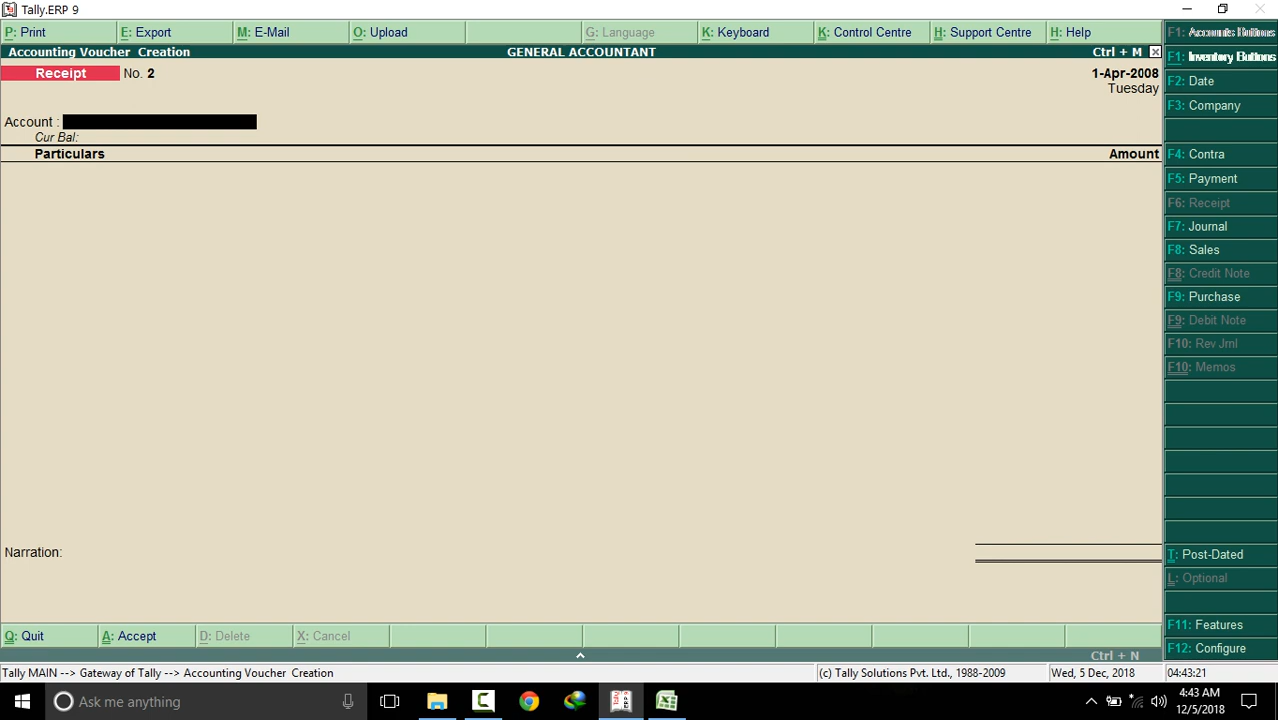 Tally.ERP 9
P: Print E: Export M: E-Mail O: Upload G: Language K: Keyboard K: Control Centre H: Support Centre H: Help
Accounting Voucher Creation GENERAL ACCOUNTANT Ctrl + M
Receipt No. 2 1-Apr-2008
Tuesday
Account :
Cur Bal:
Particulars Amount
Narration:
F1: Accounts Buttons
F1: Inventory Buttons
F2: Date
F3: Company
F4: Contra
F5: Payment
F6: Receipt
F7: Journal
F8: Sales
F8: Credit Note
F9: Purchase
F9: Debit Note
F10: Rev Jrnl
F10: Memos
T: Post-Dated
L: Optional
F11: Features
F12: Configure
Q: Quit A: Accept D: Delete X: Cancel
Ctrl + N
Tally MAIN --> Gateway of Tally --> Accounting Voucher Creation (c) Tally Solutions Pvt. Ltd., 1988-2009 Wed, 5 Dec, 2018 04:43:21
Ask me anything 4:43 AM
12/5/2018